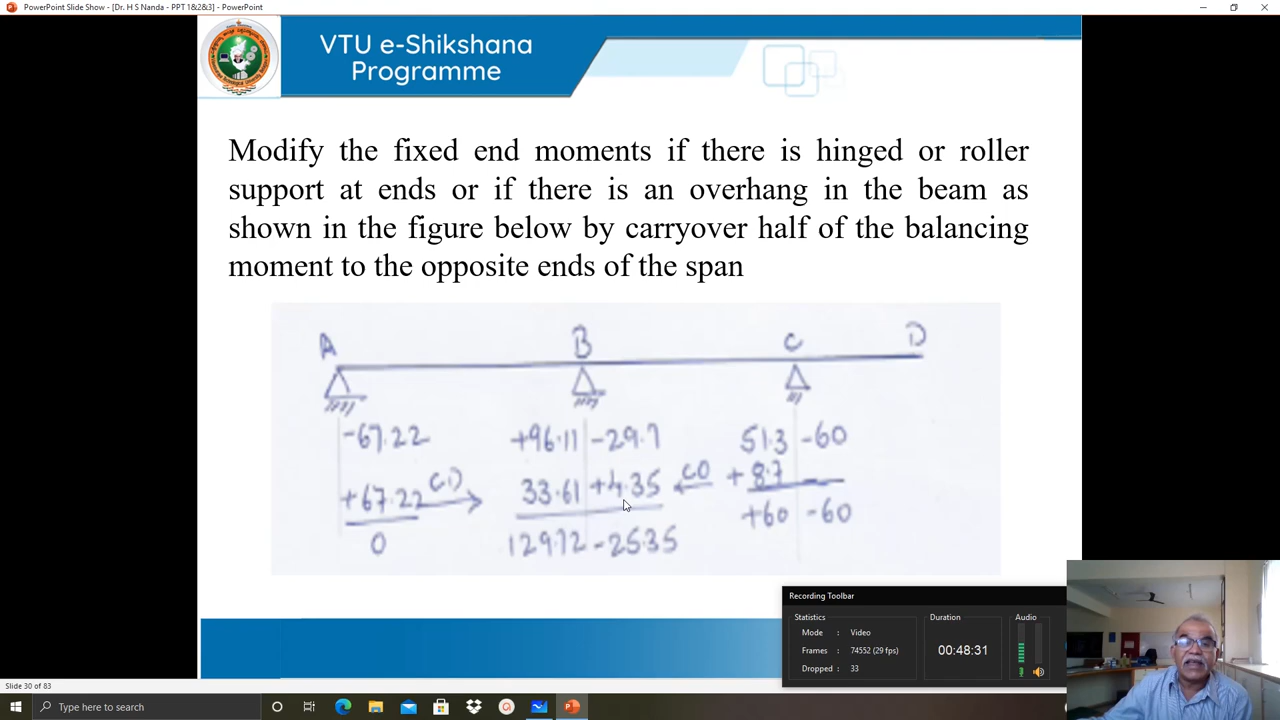 PowerPoint Slide Show - [Dr. H S Nanda - PPT 1&2&3] - PowerPoint
VTU e-Shikshana
Programme
Modify the fixed end moments if there is hinged or roller
support at ends or if there is an overhang in the beam as
shown in the figure below by carryover half of the balancing
moment to the opposite ends of the span
A B C D
-67.22 +96.11 -29.7 51.3 -60
+67.22 CO 33.61 +4.35 CO +8.7
0 129.72 -25.35 +60 -60
Recording Toolbar
Statistics Duration Audio
Mode : Video
Frames : 74552 (29 fps) 00:48:31
Dropped : 33
Slide 30 of 83
Type here to search